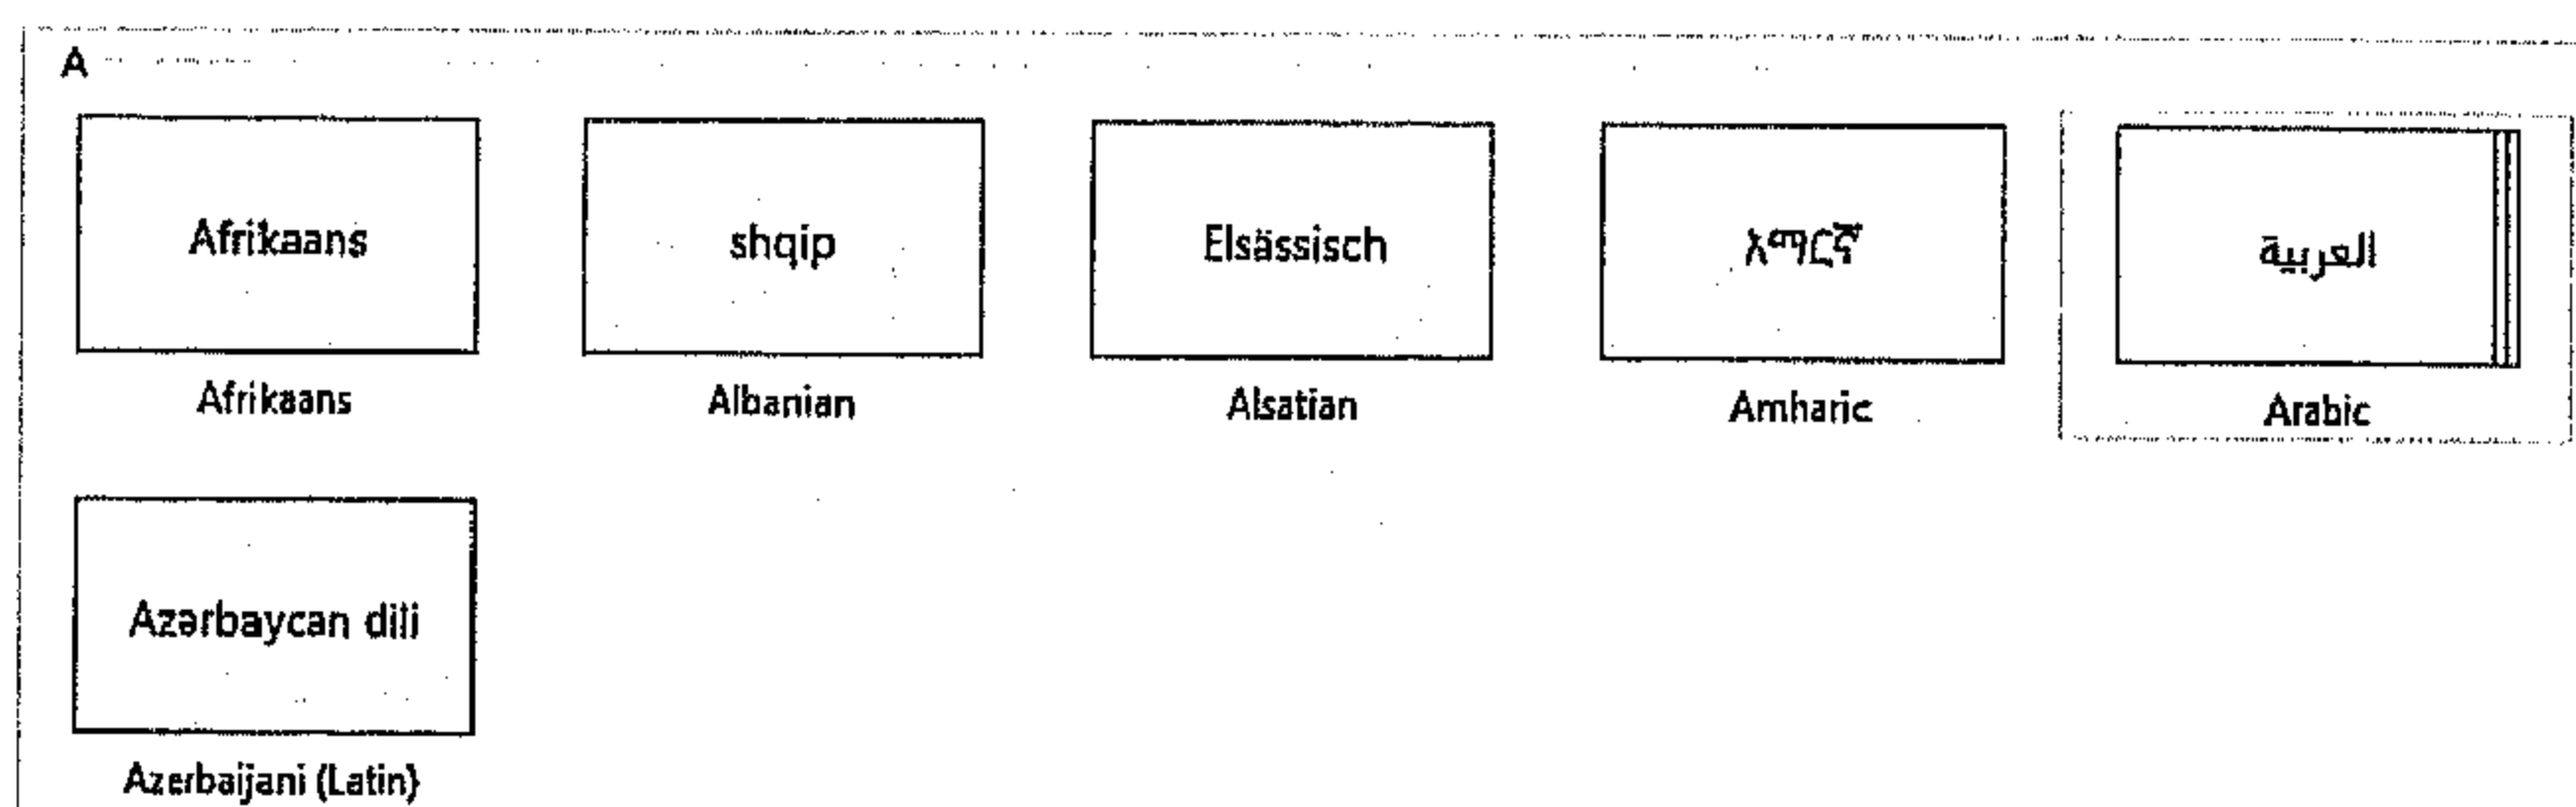 A
Afrikaans
shqip
Elsässisch
አማርኛ
العربية
Afrikaans
Albanian
Alsatian
Amharic
Arabic
Azərbaycan dili
Azerbaijani (Latin)